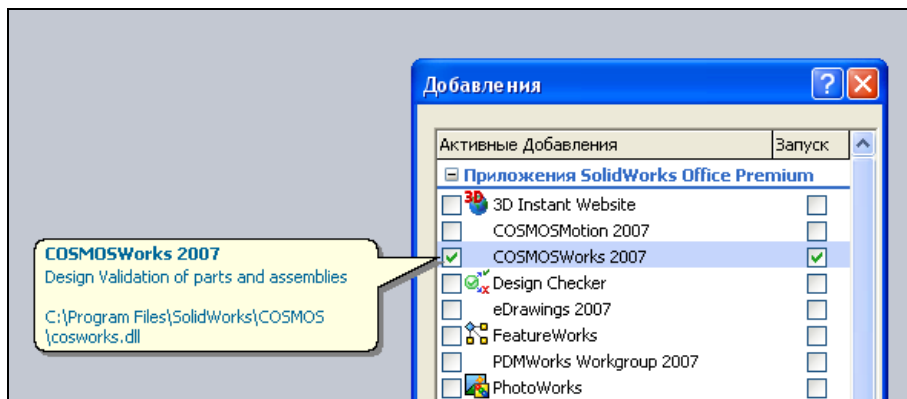 Добавления
Активные Добавления Запуск
Приложения SolidWorks Office Premium
3D 3D Instant Website
COSMOSMotion 2007
COSMOSWorks 2007
Design Checker
eDrawings 2007
FeatureWorks
PDMWorks Workgroup 2007
PhotoWorks
COSMOSWorks 2007
Design Validation of parts and assemblies
C:\Program Files\SolidWorks\COSMOS
\cosworks.dll